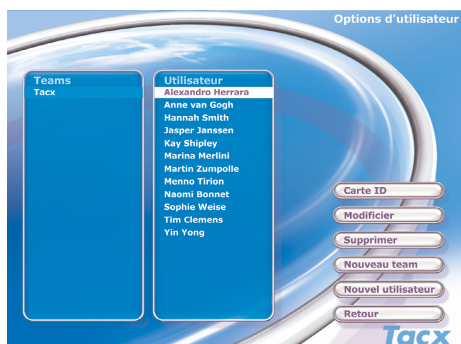 Options d'utilisateur
Teams
Tacx
Utilisateur
Alexandro Herrara
Anne van Gogh
Hannah Smith
Jasper Janssen
Kay Shipley
Marina Merlini
Martin Zumpolle
Menno Tirion
Naomi Bonnet
Sophie Weise
Tim Clemens
Yin Yong
Carte ID
Modificier
Supprimer
Nouveau team
Nouvel utilisateur
Retour
Tacx